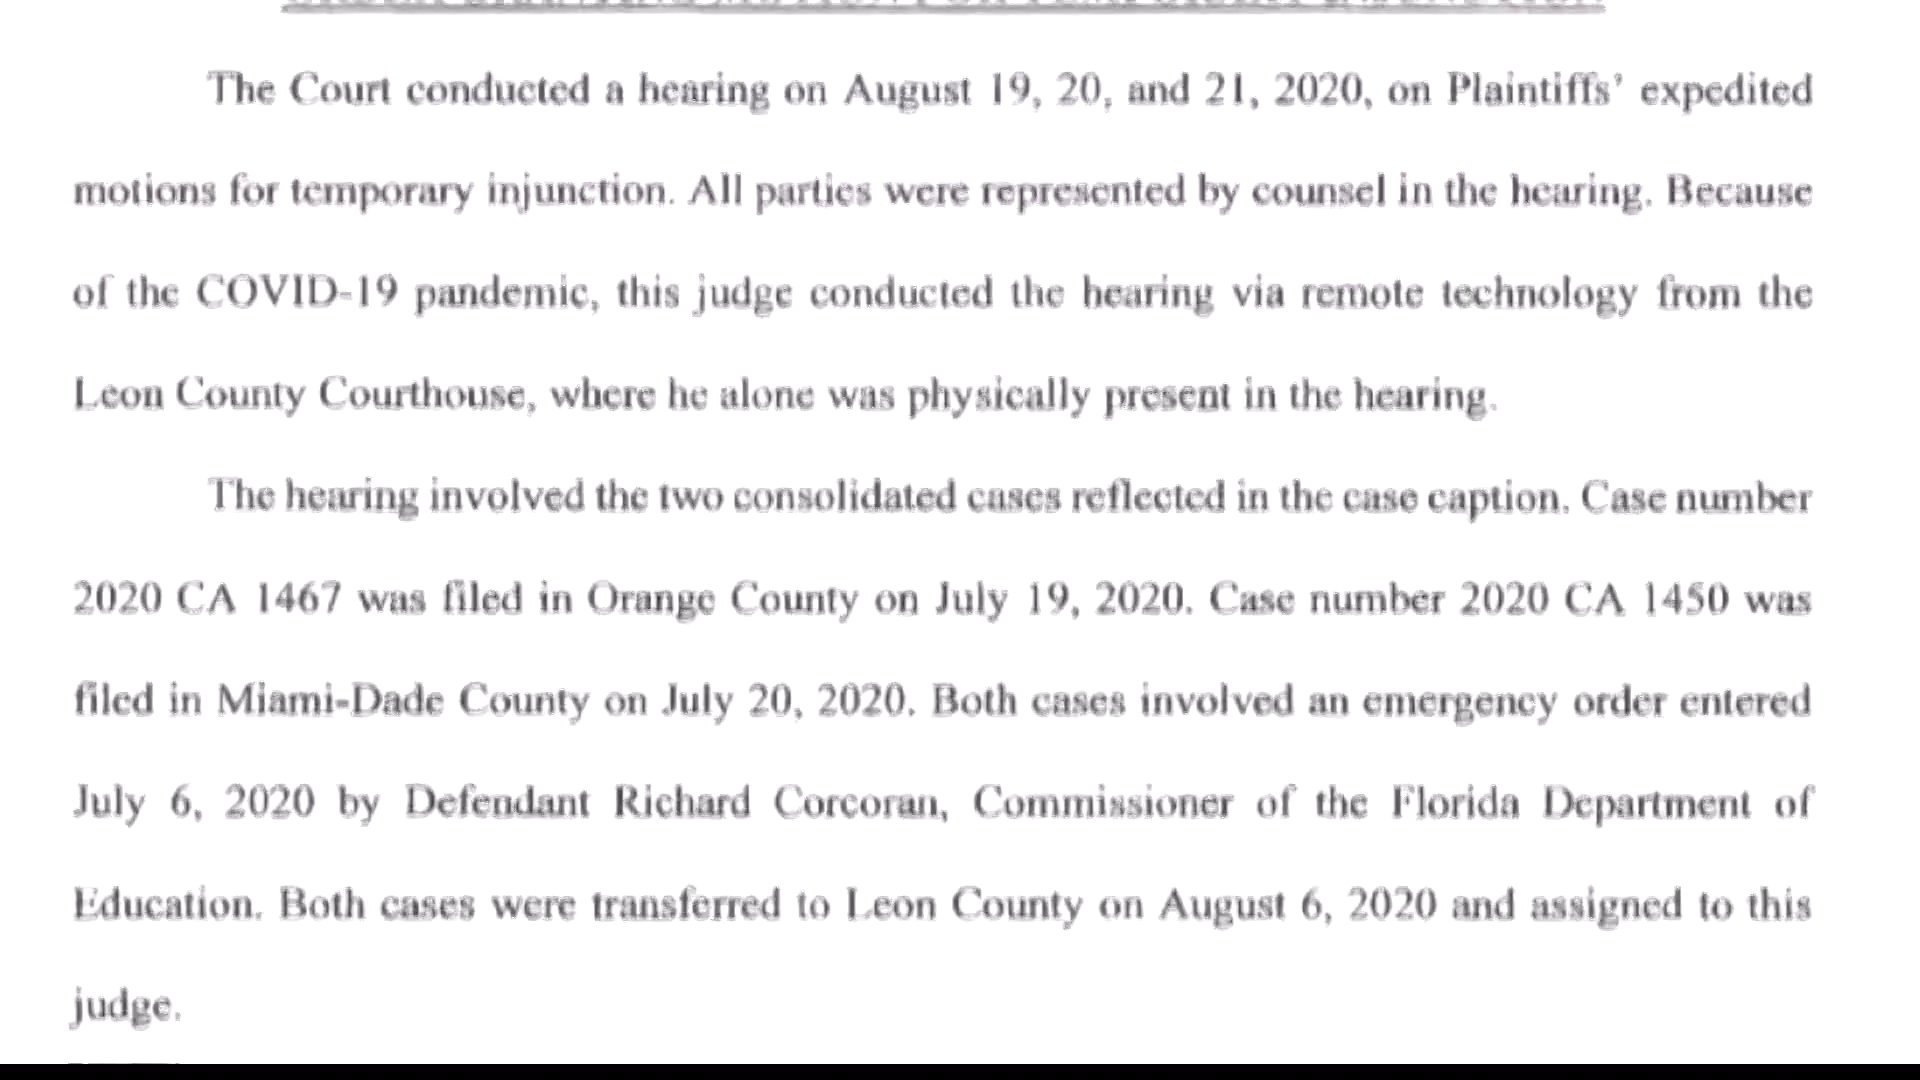 The Court conducted a hearing on August 19, 20, and 21, 2020, on Plaintiffs' expedited
motions for temporary injunction. All parties were represented by counsel in the hearing. Because
of the COVID-19 pandemic, this judge conducted the hearing via remote technology from the
Leon County Courthouse, where he alone was physically present in the hearing.
The hearing involved the two consolidated cases reflected in the case caption. Case number
2020 CA 1467 was filed in Orange County on July 19, 2020. Case number 2020 CA 1450 was
filed in Miami-Dade County on July 20, 2020. Both cases involved an emergency order entered
July 6, 2020 by Defendant Richard Corcoran, Commissioner of the Florida Department of
Education. Both cases were transferred to Leon County on August 6, 2020 and assigned to this
judge.